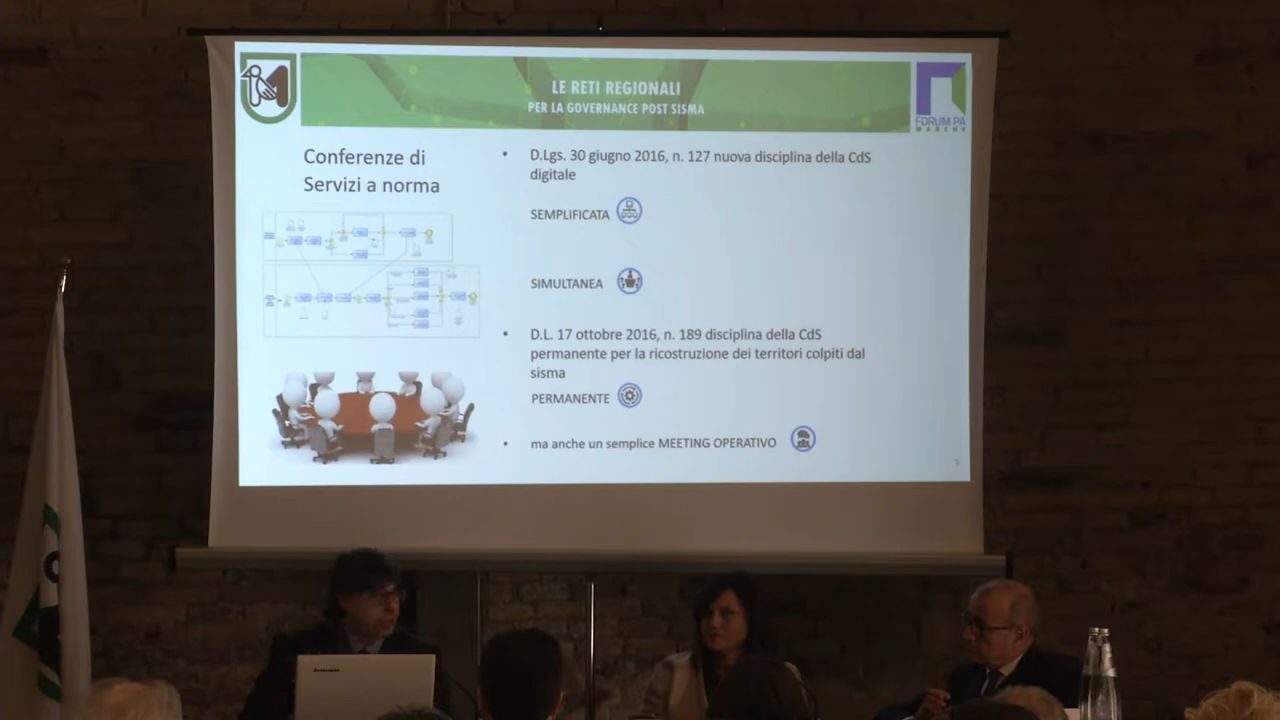 LE RETI REGIONALI
PER LA GOVERNANCE POST SISMA
FORUM PA
MARCHE
Conferenze di
Servizi a norma
• D.Lgs. 30 giugno 2016, n. 127 nuova disciplina della CdS
digitale
SEMPLIFICATA
SIMULTANEA
• D.L. 17 ottobre 2016, n. 189 disciplina della CdS
permanente per la ricostruzione dei territori colpiti dal
sisma
PERMANENTE
• ma anche un semplice MEETING OPERATIVO
5